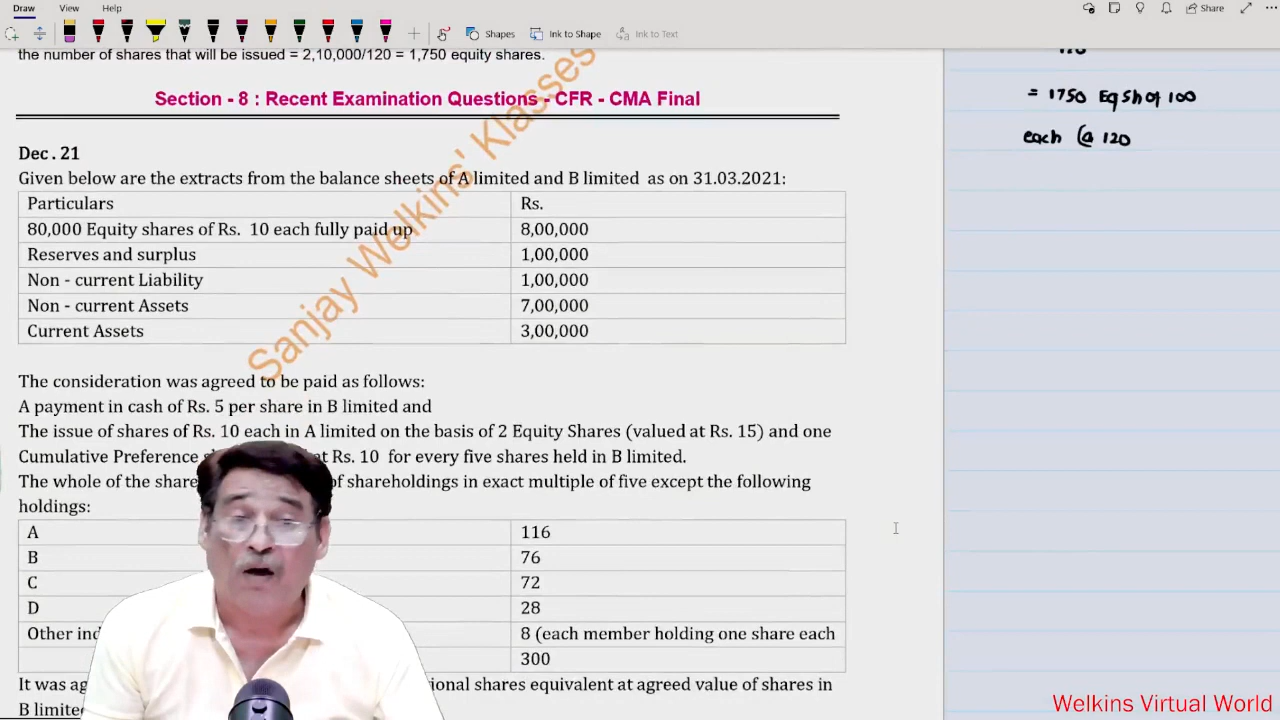 Draw View Help
Share
Shapes Ink to Shape Ink to Text
the number of shares that will be issued = 2,10,000/120 = 1,750 equity shares.
Section - 8 : Recent Examination Questions - CFR - CMA Final
Dec . 21
Given below are the extracts from the balance sheets of A limited and B limited as on 31.03.2021:
Particulars Rs.
80,000 Equity shares of Rs. 10 each fully paid up 8,00,000
Reserves and surplus 1,00,000
Non - current Liability 1,00,000
Non - current Assets 7,00,000
Current Assets 3,00,000
The consideration was agreed to be paid as follows:
A payment in cash of Rs. 5 per share in B limited and
The issue of shares of Rs. 10 each in A limited on the basis of 2 Equity Shares (valued at Rs. 15) and one
Cumulative Preference at Rs. 10 for every five shares held in B limited.
The whole of the share of shareholdings in exact multiple of five except the following
holdings:
A 116
B 76
C 72
D 28
Other ind 8 (each member holding one share each
300
It was ag ional shares equivalent at agreed value of shares in
B limite
Sanjay Welkins' Klasses
= 1750 Eq Sh of 100
each @ 120
Welkins Virtual World